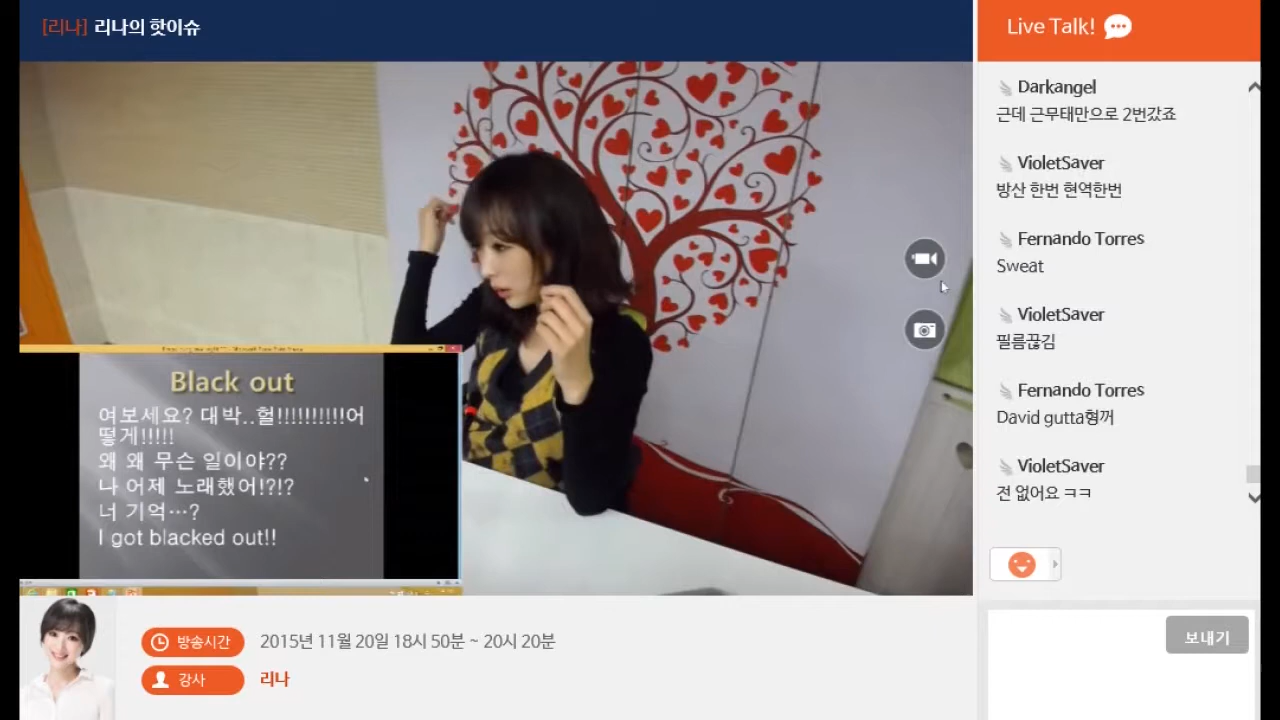 [리나] 리나의 핫이슈
Live Talk!
Darkangel
근데 근무태만으로 2번갔죠
VioletSaver
방산 한번 현역한번
Fernando Torres
Sweat
VioletSaver
필름끊김
Fernando Torres
David gutta형꺼
VioletSaver
전 없어요 ㅋㅋ
보내기
Black out
여보세요? 대박..헐!!!!!!!!!!어
떻게!!!!!
왜 왜 무슨 일이야??
나 어제 노래했어!?!?
너 기억…?
I got blacked out!!
방송시간 2015년 11월 20일 18시 50분 ~ 20시 20분
강사 리나